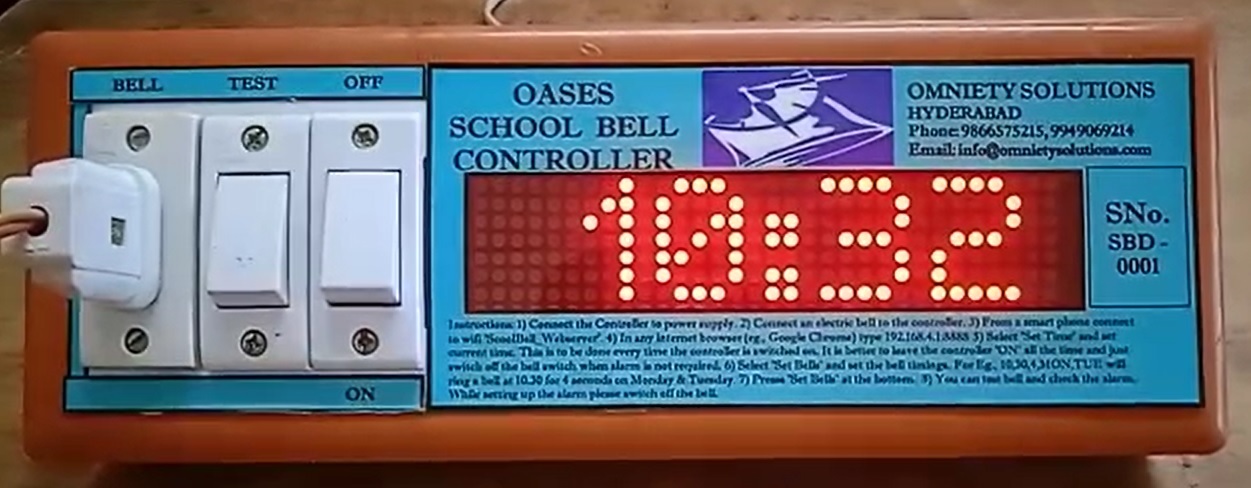 BELL TEST OFF
OASES
SCHOOL BELL
CONTROLLER
OMNIETY SOLUTIONS
HYDERABAD
Phone: 9866575215, 9949069214
Email: info@omnietysolutions.com
10:32
SNo.
SBD -
0001
Instructions: 1) Connect the Controller to power supply. 2) Connect an electric bell to the controller. 3) From a smart phone connect
to wifi 'ScoolBell_Webserver'. 4) In any internet browser (eg., Google Chrome) type 192.168.4.1:8888 5) Select 'Set Time' and set
current time. This is to be done every time the controller is switched on. It is better to leave the controller 'ON' all the time and just
switch off the bell switch when alarm is not required. 6) Select 'Set Bells' and set the bell timings. For Eg., 10,30,4,MON,TUE will
ring a bell at 10.30 for 4 seconds on Monday & Tuesday. 7) Press 'Set Bells' at the bottom. 8) You can test bell and check the alarm.
While setting up the alarm please switch off the bell.
ON